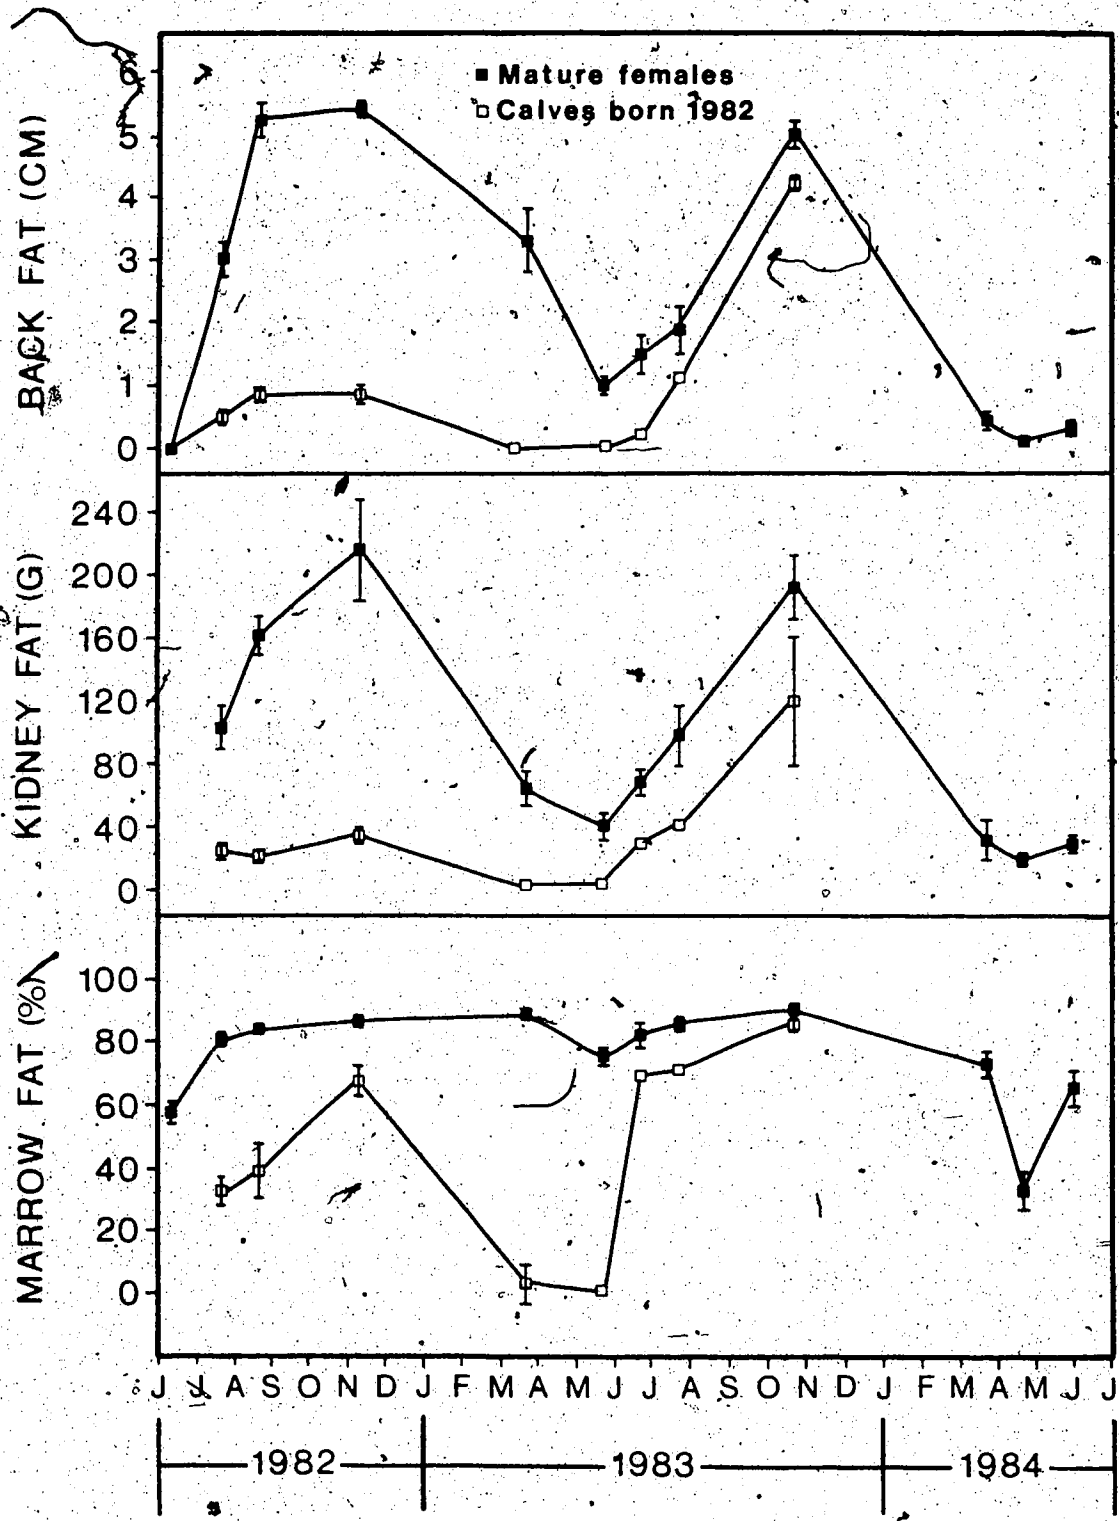 ■ Mature females
□ Calves born 1982
BACK FAT (CM)
6
5
4
3
2
1
0
KIDNEY FAT (G)
240
200
160
120
80
40
0
MARROW FAT (%)
100
80
60
40
20
0
J J A S O N D J F M A M J J A S O N D J F M A M J J
1982 1983 1984